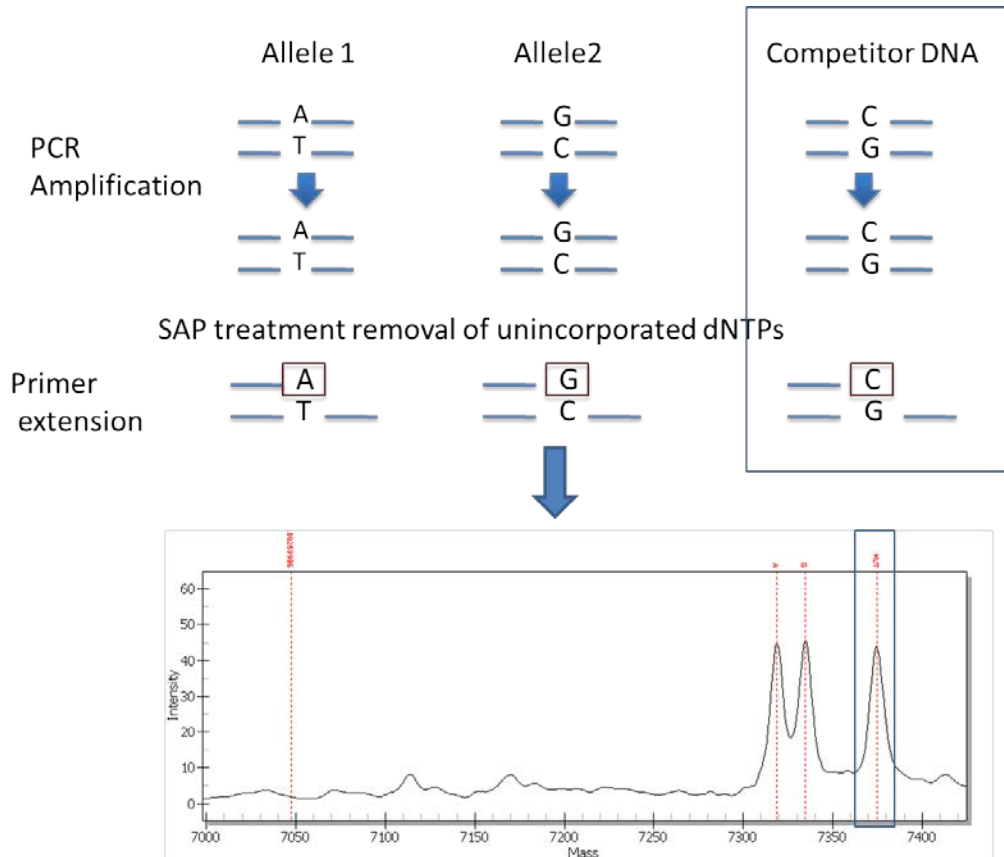 Allele 1 Allele2 Competitor DNA
A G C
PCR T C G
Amplification
A G C
T C G
SAP treatment removal of unincorporated dNTPs
Primer A G C
extension T C G
A G MUT
60
50
40
30
20
10
0
Intensity
7000 7050 7100 7150 7200 7250 7300 7350 7400
Mass